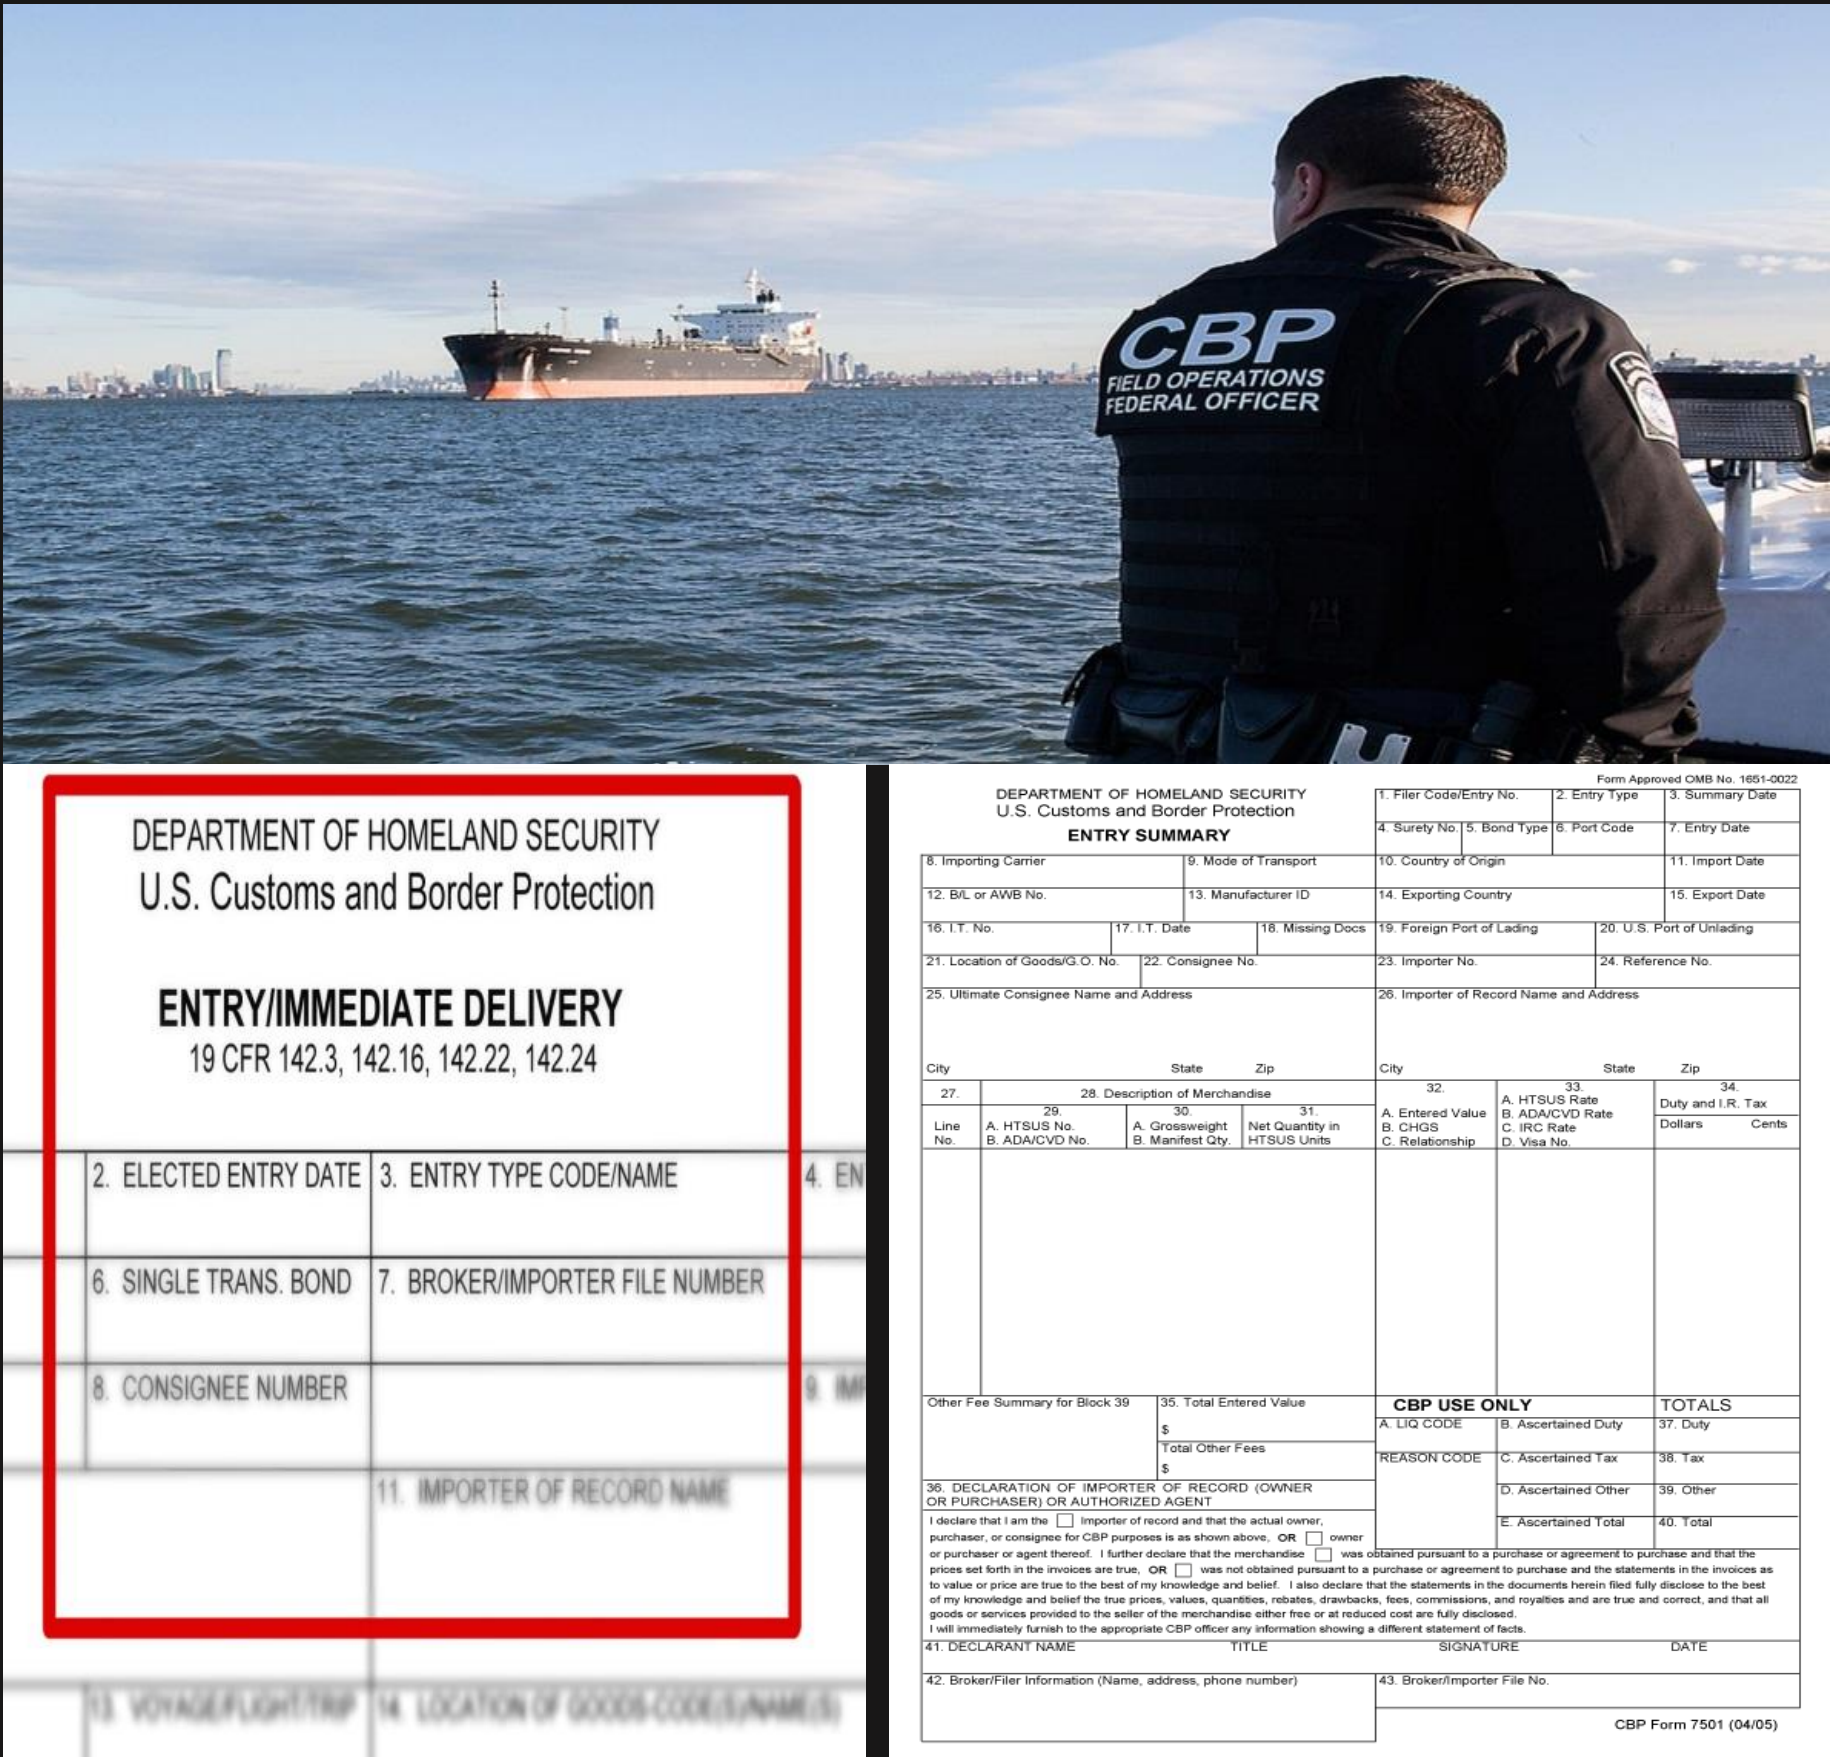 CBP
FIELD OPERATIONS
FEDERAL OFFICER
DEPARTMENT OF HOMELAND SECURITY
U.S. Customs and Border Protection
ENTRY/IMMEDIATE DELIVERY
19 CFR 142.3, 142.16, 142.22, 142.24
2. ELECTED ENTRY DATE
3. ENTRY TYPE CODE/NAME
4. EN
6. SINGLE TRANS. BOND
7. BROKER/IMPORTER FILE NUMBER
8. CONSIGNEE NUMBER
9. IMP
11. IMPORTER OF RECORD NAME
13. VOYAGE/FLIGHT/TRIP
14. LOCATION OF GOODS-CODE(S)/NAME(S)
Form Approved OMB No. 1651-0022
DEPARTMENT OF HOMELAND SECURITY
U.S. Customs and Border Protection
ENTRY SUMMARY
1. Filer Code/Entry No.
2. Entry Type
3. Summary Date
4. Surety No.
5. Bond Type
6. Port Code
7. Entry Date
8. Importing Carrier
9. Mode of Transport
10. Country of Origin
11. Import Date
12. B/L or AWB No.
13. Manufacturer ID
14. Exporting Country
15. Export Date
16. I.T. No.
17. I.T. Date
18. Missing Docs
19. Foreign Port of Lading
20. U.S. Port of Unlading
21. Location of Goods/G.O. No.
22. Consignee No.
23. Importer No.
24. Reference No.
25. Ultimate Consignee Name and Address
26. Importer of Record Name and Address
City State Zip
City State Zip
27.
Line
No.
28. Description of Merchandise
29.
A. HTSUS No.
B. ADA/CVD No.
30.
A. Grossweight
B. Manifest Qty.
31.
Net Quantity in
HTSUS Units
32.
A. Entered Value
B. CHGS
C. Relationship
33.
A. HTSUS Rate
B. ADA/CVD Rate
C. IRC Rate
D. Visa No.
34.
Duty and I.R. Tax
Dollars Cents
Other Fee Summary for Block 39
35. Total Entered Value
$
Total Other Fees
$
CBP USE ONLY
TOTALS
A. LIQ CODE
B. Ascertained Duty
37. Duty
REASON CODE
C. Ascertained Tax
38. Tax
D. Ascertained Other
39. Other
E. Ascertained Total
40. Total
36. DECLARATION OF IMPORTER OF RECORD (OWNER
OR PURCHASER) OR AUTHORIZED AGENT
I declare that I am the Importer of record and that the actual owner,
purchaser, or consignee for CBP purposes is as shown above, OR owner
or purchaser or agent thereof. I further declare that the merchandise was obtained pursuant to a purchase or agreement to purchase and that the
prices set forth in the invoices are true, OR was not obtained pursuant to a purchase or agreement to purchase and the statements in the invoices as
to value or price are true to the best of my knowledge and belief. I also declare that the statements in the documents herein filed fully disclose to the best
of my knowledge and belief the true prices, values, quantities, rebates, drawbacks, fees, commissions, and royalties and are true and correct, and that all
goods or services provided to the seller of the merchandise either free or at reduced cost are fully disclosed.
I will immediately furnish to the appropriate CBP officer any information showing a different statement of facts.
41. DECLARANT NAME TITLE SIGNATURE DATE
42. Broker/Filer Information (Name, address, phone number)
43. Broker/Importer File No.
CBP Form 7501 (04/05)